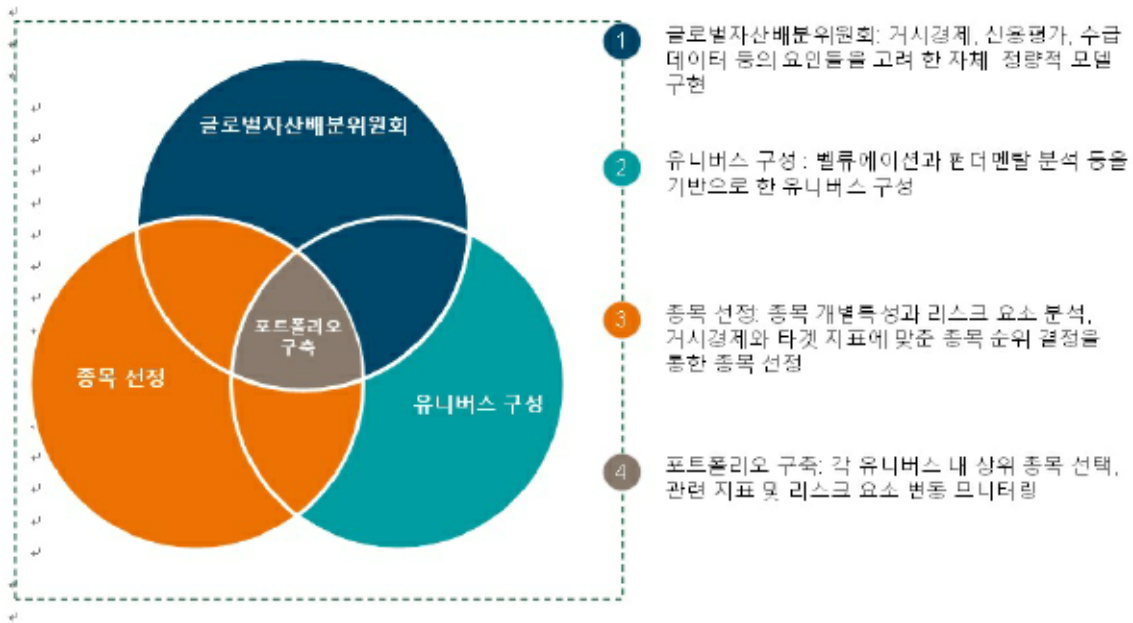 글로벌자산배분위원회
포트폴리오
구축
종목 선정
유니버스 구성
1
글로벌자산배분위원회: 거시경제, 신용평가, 수급
데이터 등의 요인들을 고려 한 자체 정량적 모델
구현
2
유니버스 구성 : 벨류에이션과 펀더멘탈 분석 등을
기반으로 한 유니버스 구성
3
종목 선정: 종목 개별특성과 리스크 요소 분석,
거시경제와 타겟 지표에 맞춘 종목 순위 결정을
통한 종목 선정
4
포트폴리오 구축: 각 유니버스 내 상위 종목 선택,
관련 지표 및 리스크 요소 변동 모니터링